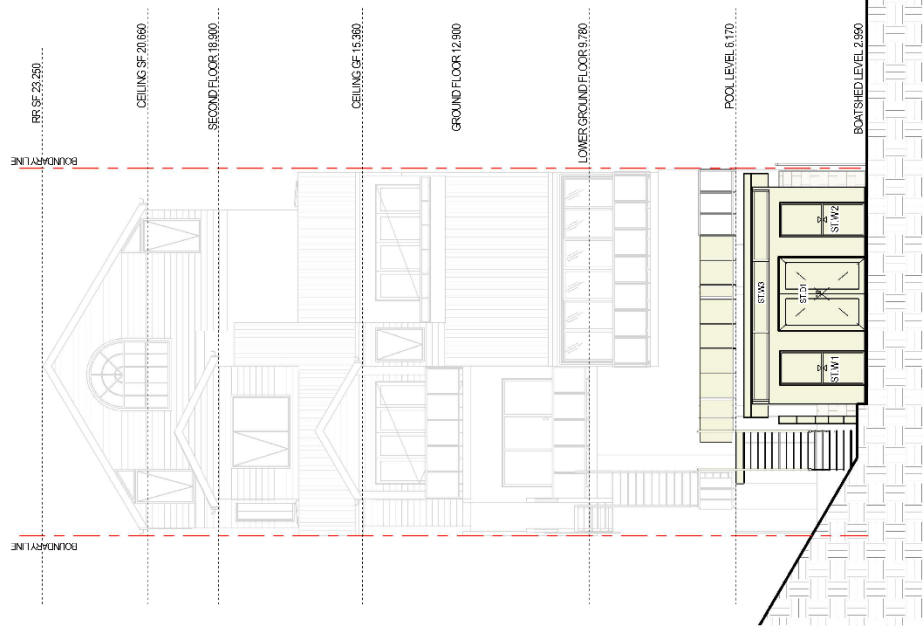 RR SF 23.250
CEILING SF 20.660
SECOND FLOOR 18.900
CEILING GF 15.360
GROUND FLOOR 12.900
LOWER GROUND FLOOR 9.780
POOL LEVEL 6.170
BOATSHED LEVEL 2.990
BOUNDARY LINE
BOUNDARY LINE
ST.W3
ST.W2
ST.D1
ST.W1